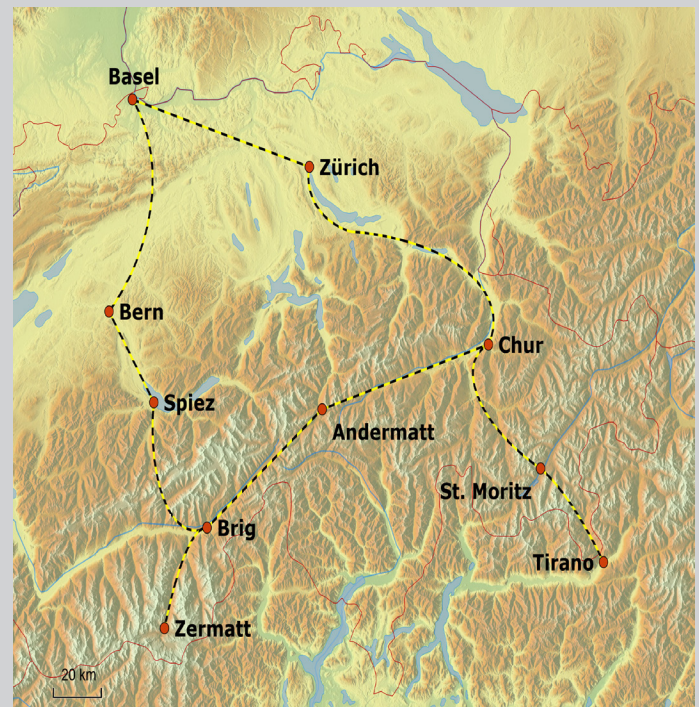 Basel
Zürich
Bern
Chur
Spiez
Andermatt
St. Moritz
Brig
Tirano
Zermatt
20 km